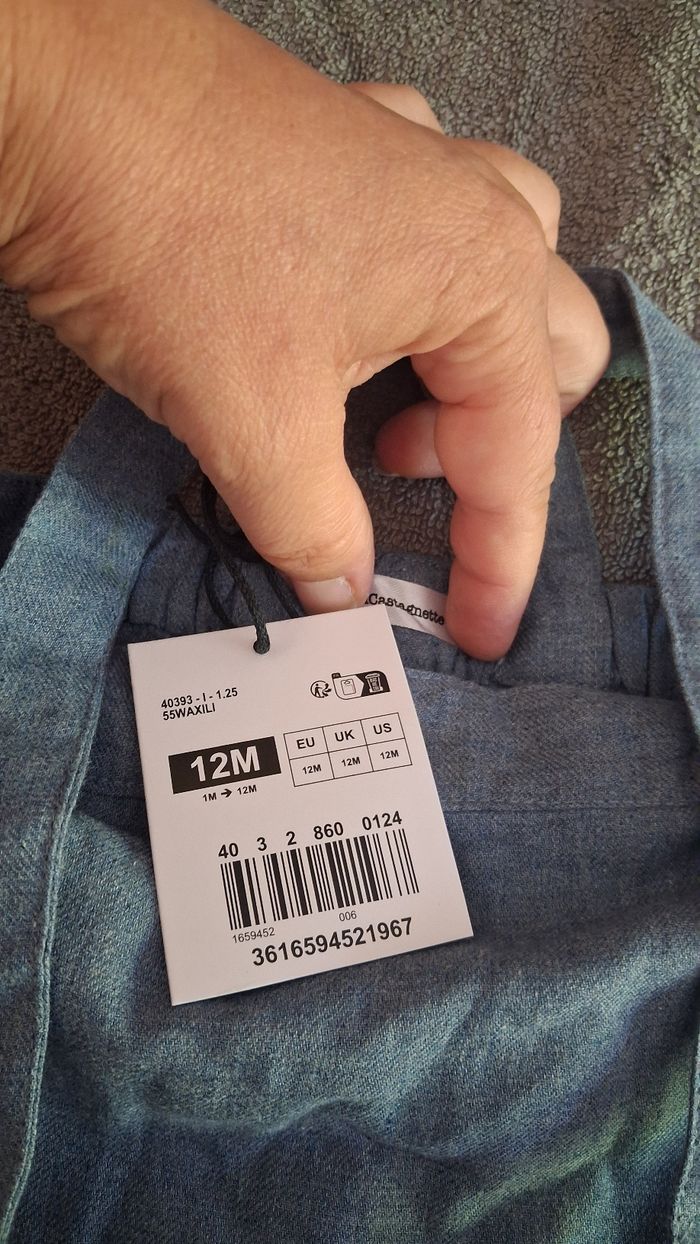 Castagnette
40393 - I - 1.25
55WAXILI
12M
1M → 12M
EU UK US
12M 12M 12M
40 3 2 860 0124
1659452 006
3616594521967